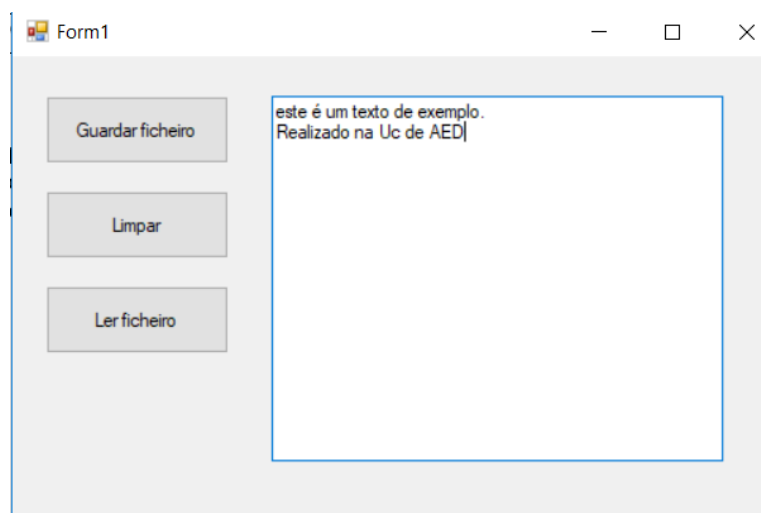 Form1
Guardar ficheiro
Limpar
Ler ficheiro
este é um texto de exemplo.
Realizado na Uc de AED